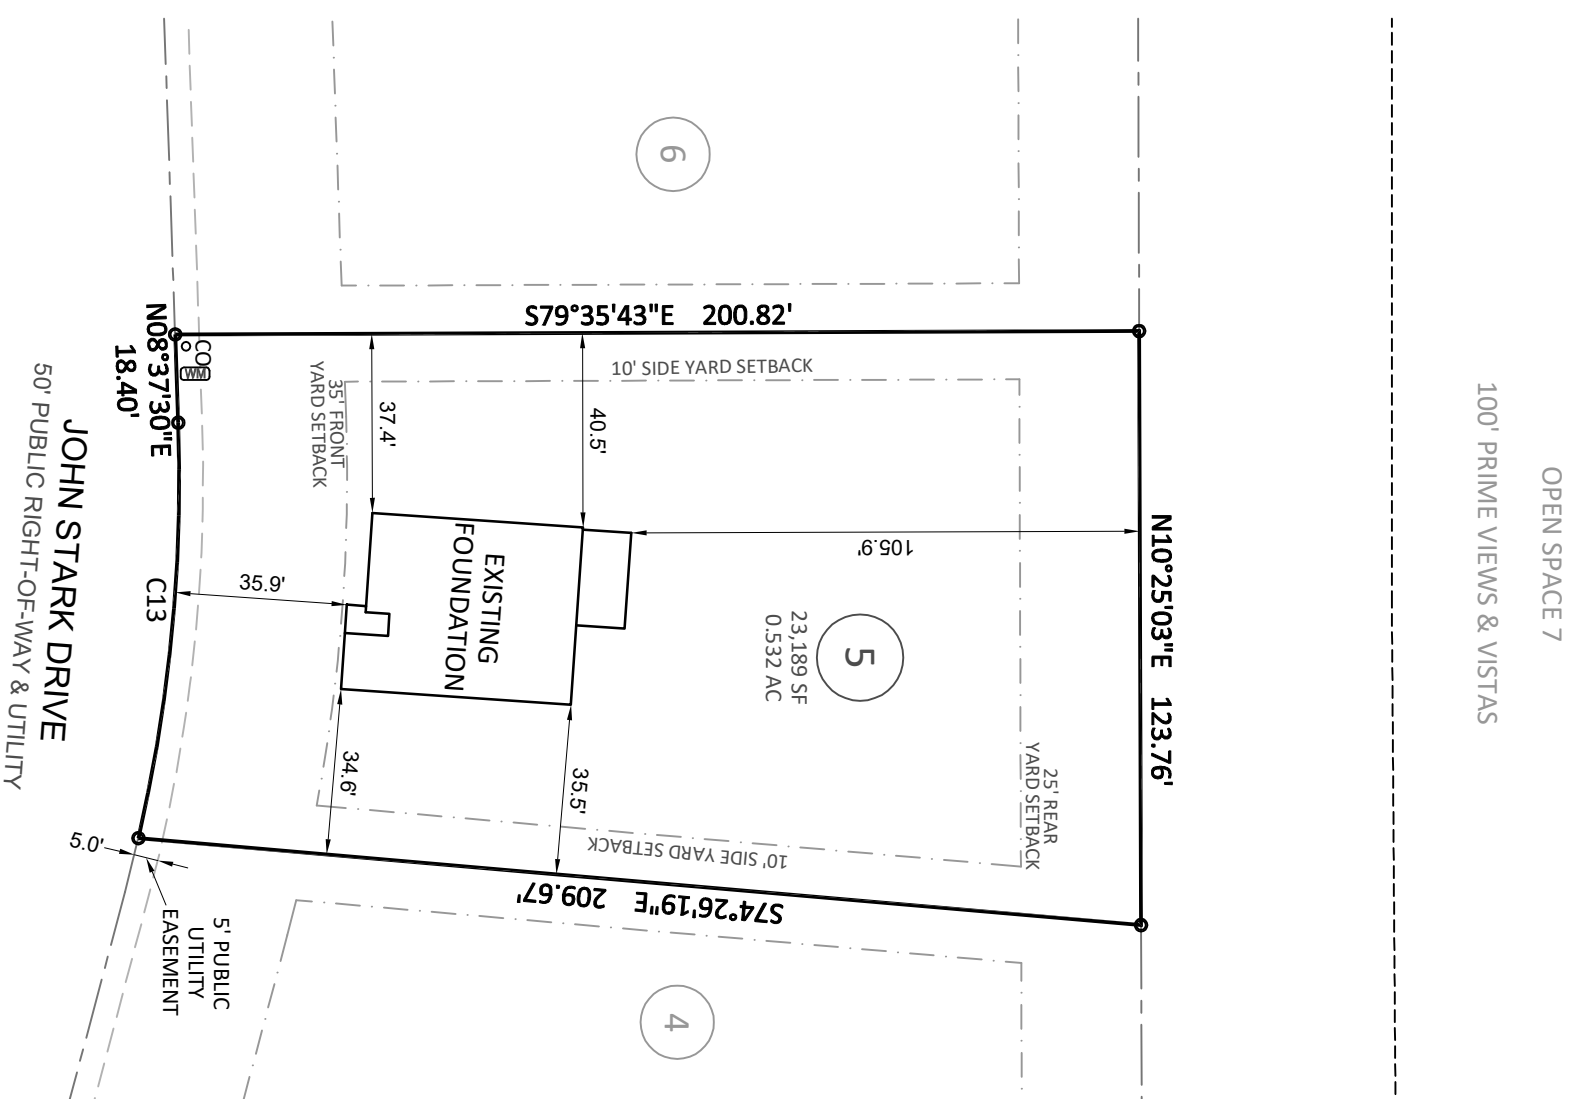 OPEN SPACE 7
100' PRIME VIEWS & VISTAS
6
S79°35'43"E 200.82'
N10°25'03"E 123.76'
10' SIDE YARD SETBACK
35' FRONT
YARD SETBACK
37.4'
40.5'
105.9'
CO
WM
N08°37'30"E
18.40'
EXISTING
FOUNDATION
35.9'
C13
5
23,189 SF
0.532 AC
25' REAR
YARD SETBACK
34.6'
35.5'
10' SIDE YARD SETBACK
S74°26'19"E 209.67'
JOHN STARK DRIVE
50' PUBLIC RIGHT-OF-WAY & UTILITY
5.0'
5' PUBLIC
UTILITY
EASEMENT
4